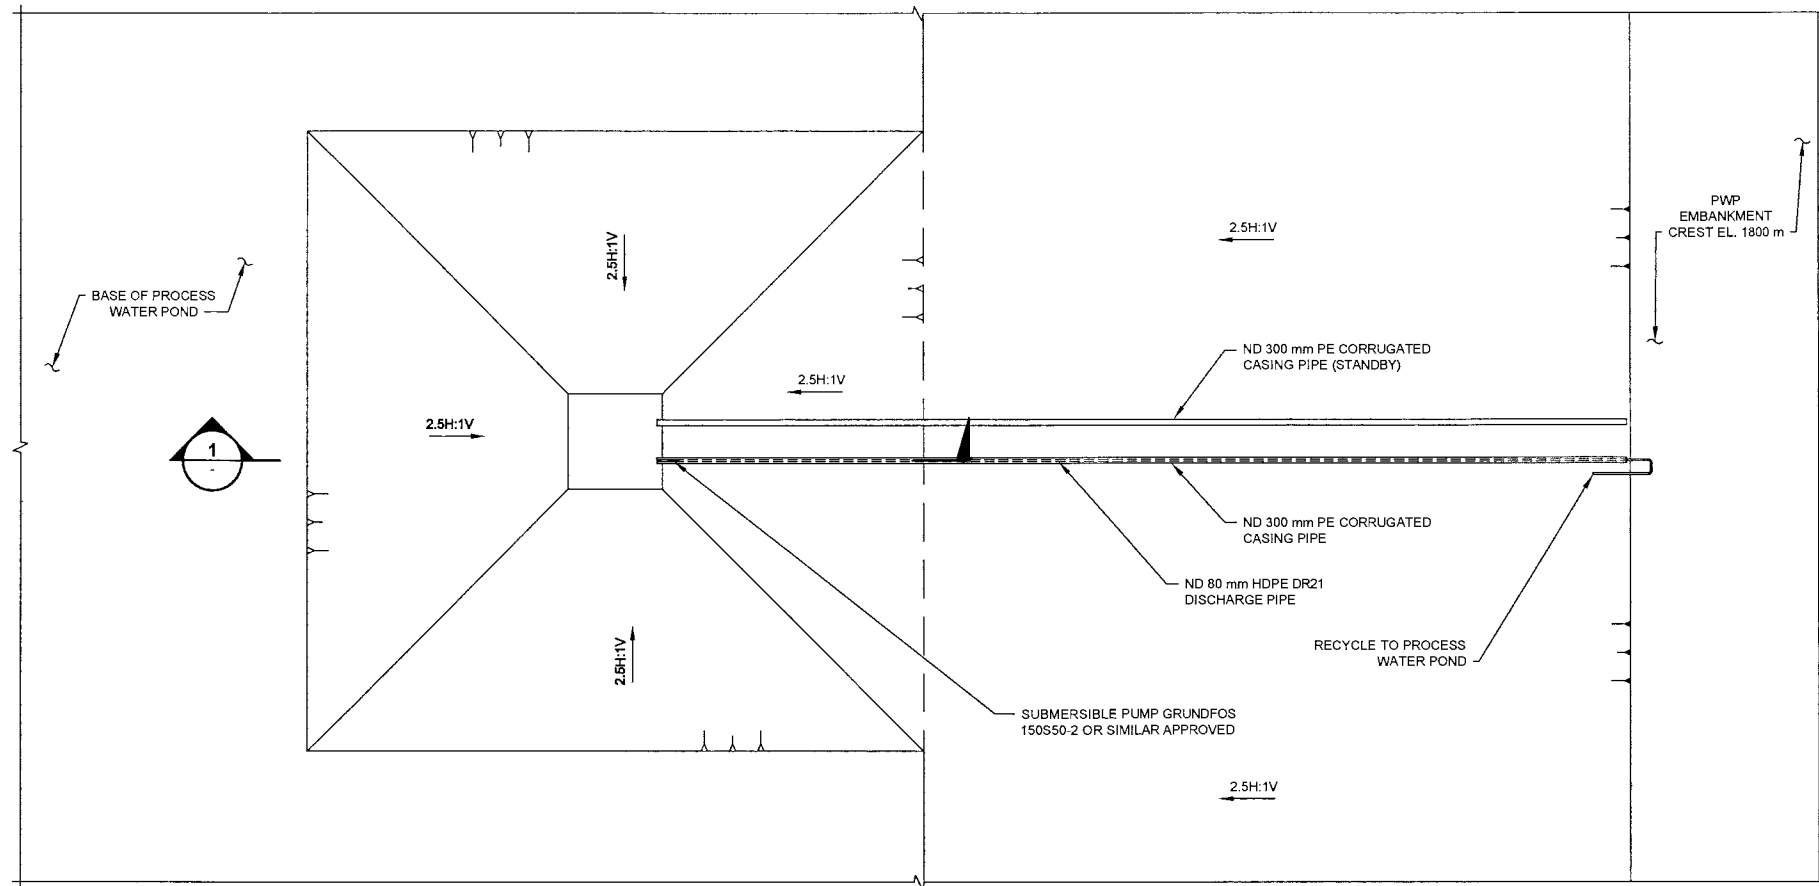 PWP
EMBANKMENT
CREST EL. 1800 m
2.5H:1V
2.5H:1V
BASE OF PROCESS
WATER POND
ND 300 mm PE CORRUGATED
CASING PIPE (STANDBY)
2.5H:1V
2.5H:1V
1
-
ND 300 mm PE CORRUGATED
CASING PIPE
ND 80 mm HDPE DR21
DISCHARGE PIPE
RECYCLE TO PROCESS
WATER POND
2.5H:1V
SUBMERSIBLE PUMP GRUNDFOS
150S50-2 OR SIMILAR APPROVED
2.5H:1V